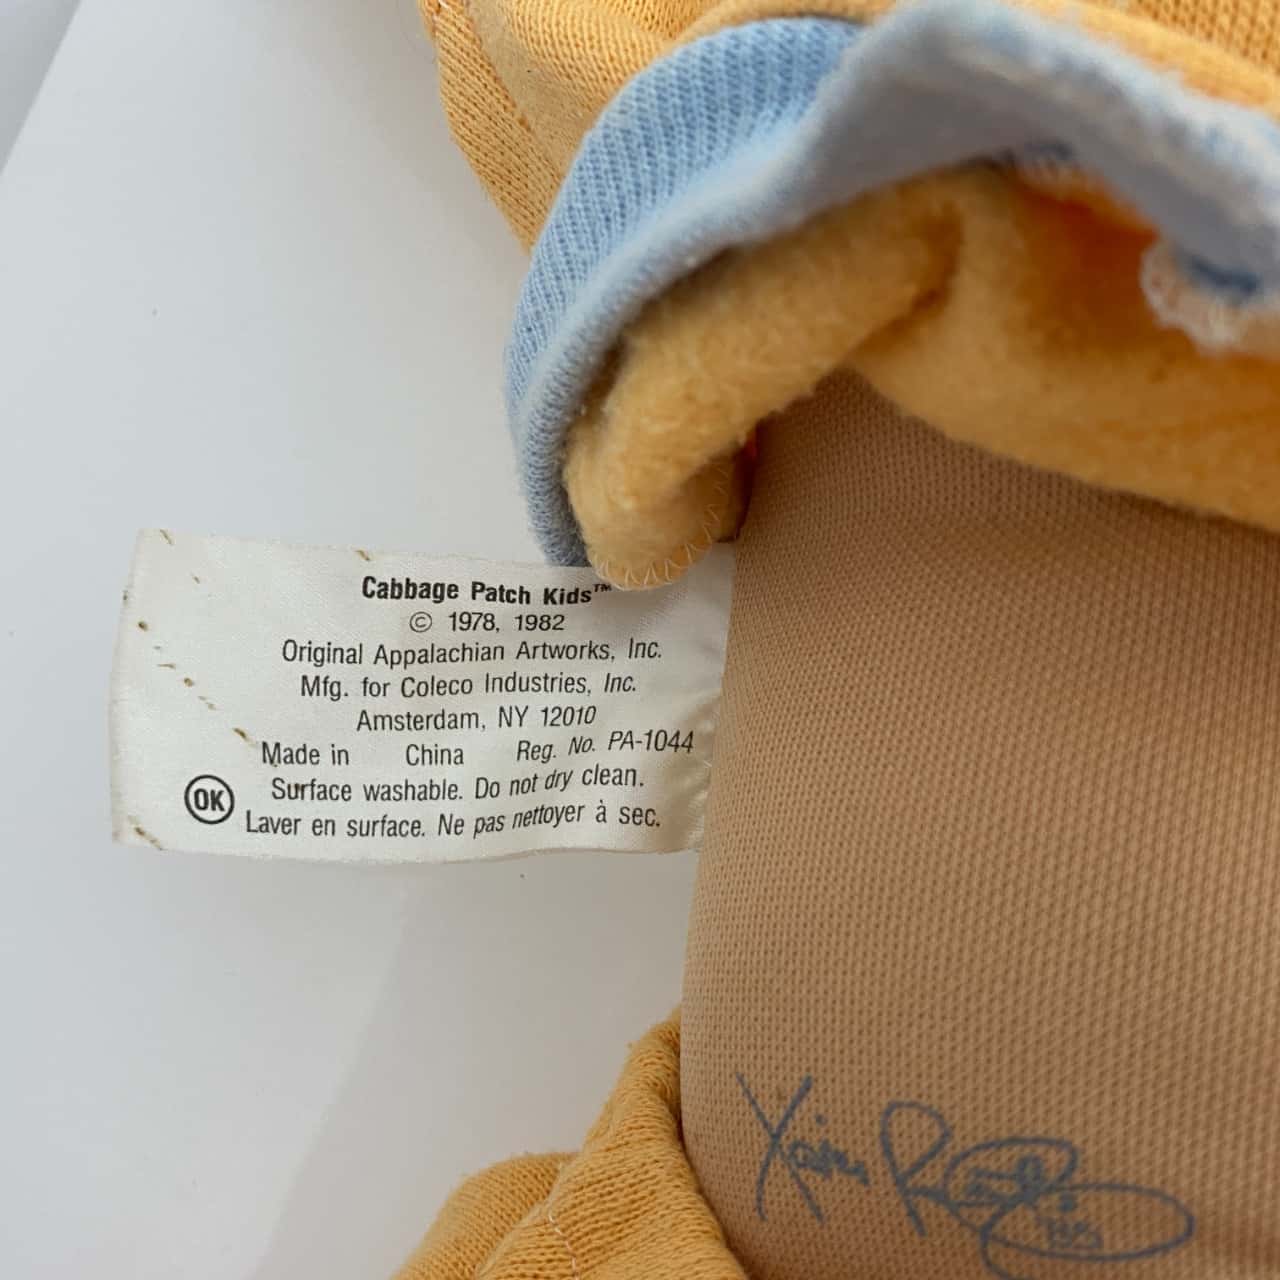 Cabbage Patch Kids™
© 1978, 1982
Original Appalachian Artworks, Inc.
Mfg. for Coleco Industries, Inc.
Amsterdam, NY 12010
Made in China Reg. No. PA-1044
OK Surface washable. Do not dry clean.
Laver en surface. Ne pas nettoyer à sec.